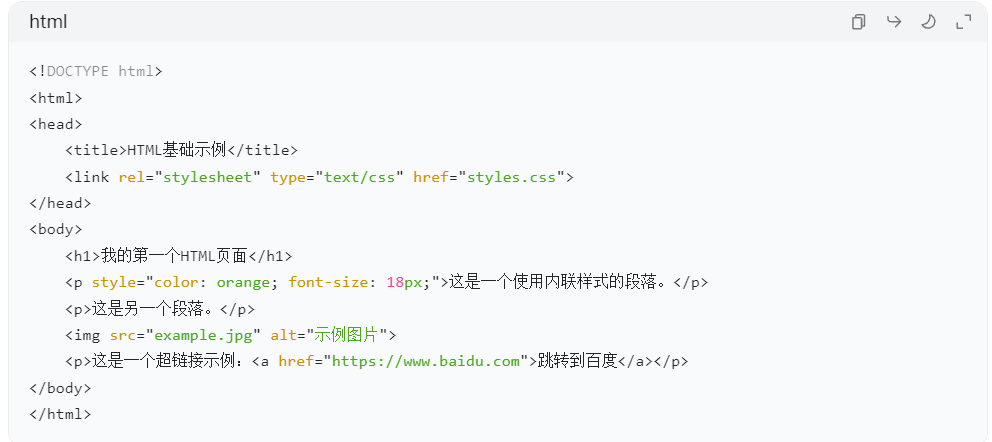 html
<!DOCTYPE html>
<html>
<head>
    <title>HTML基础示例</title>
    <link rel="stylesheet" type="text/css" href="styles.css">
</head>
<body>
    <h1>我的第一个HTML页面</h1>
    <p style="color: orange; font-size: 18px;">这是一个使用内联样式的段落。</p>
    <p>这是另一个段落。</p>
    <img src="example.jpg" alt="示例图片">
    <p>这是一个超链接示例：<a href="https://www.baidu.com">跳转到百度</a></p>
</body>
</html>